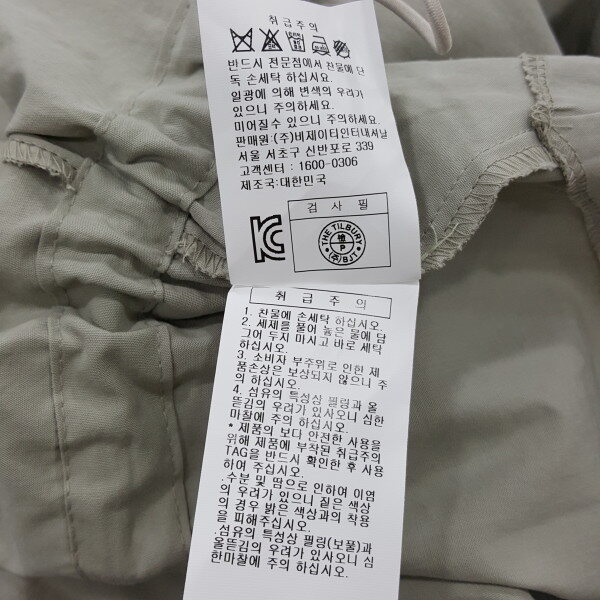 취급주의
반드시 전문점에서 찬물에 단
독 손세탁 하십시요.
일광에 의해 변색의 우려가
있으니 주의하세요.
미어질수 있으니 주의하세요.
판매원:(주)비제이티인터내셔날
서울 서초구 신반포로 339
고객센터 : 1600-0306
제조국:대한민국
검 사 필
THE TILBURY
P
(주)BJT
취 급 주 의
1. 찬물에 손세탁 하십시오.
2. 세제를 풀어 놓은 물에 담
그어 두지 마시고 바로 세탁
하십시오.
3. 소비자 부주위로 인한 제
품손상은 보상되지 않으니 주
의 하십시오.
4. 섬유의 특성상 필링과 올
뜯김의 우려가 있사오니 심한
마찰에 주의 하십시오.
* 제품의 보다 안전한 사용을
위해 제품에 부착된 취급주의
TAG을 반드시 확인한 후 사용
하여 주십시오.
.수분 및 땀으로 인하여 이염
의 우려가 있으니 짙은 색상
의 경우 밝은 색상과의 착용
을 피해주십시오.
.섬유의 특성상 필링(보풀)과
올뜯김의 우려가 있사오니 심
한마찰에 주의 하십시오.